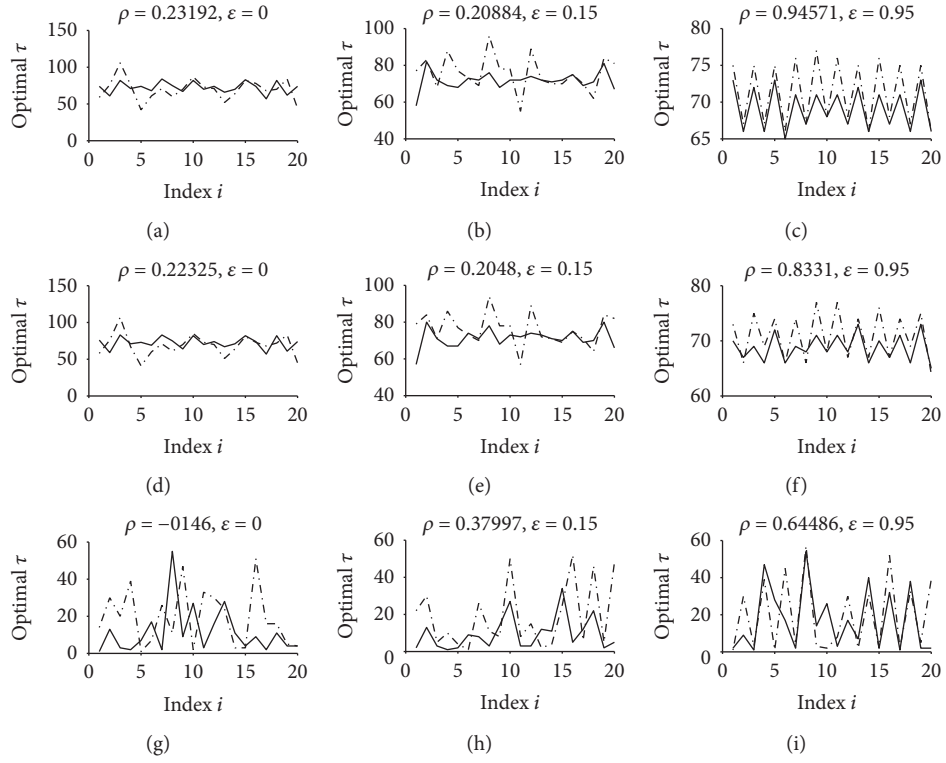 ρ = 0.23192, ε = 0
ρ = 0.20884, ε = 0.15
ρ = 0.94571, ε = 0.95
150
100
50
0
Optimal τ
0 5 10 15 20
Index i
(a)
100
80
60
40
Optimal τ
0 5 10 15 20
Index i
(b)
80
75
70
65
Optimal τ
0 5 10 15 20
Index i
(c)
ρ = 0.22325, ε = 0
ρ = 0.2048, ε = 0.15
ρ = 0.8331, ε = 0.95
150
100
50
0
Optimal τ
0 5 10 15 20
Index i
(d)
100
80
60
40
Optimal τ
0 5 10 15 20
Index i
(e)
80
70
60
Optimal τ
0 5 10 15 20
Index i
(f)
ρ = −0146, ε = 0
ρ = 0.37997, ε = 0.15
ρ = 0.64486, ε = 0.95
60
40
20
0
Optimal τ
0 5 10 15 20
Index i
(g)
60
40
20
0
Optimal τ
0 5 10 15 20
Index i
(h)
60
40
20
0
Optimal τ
0 5 10 15 20
Index i
(i)